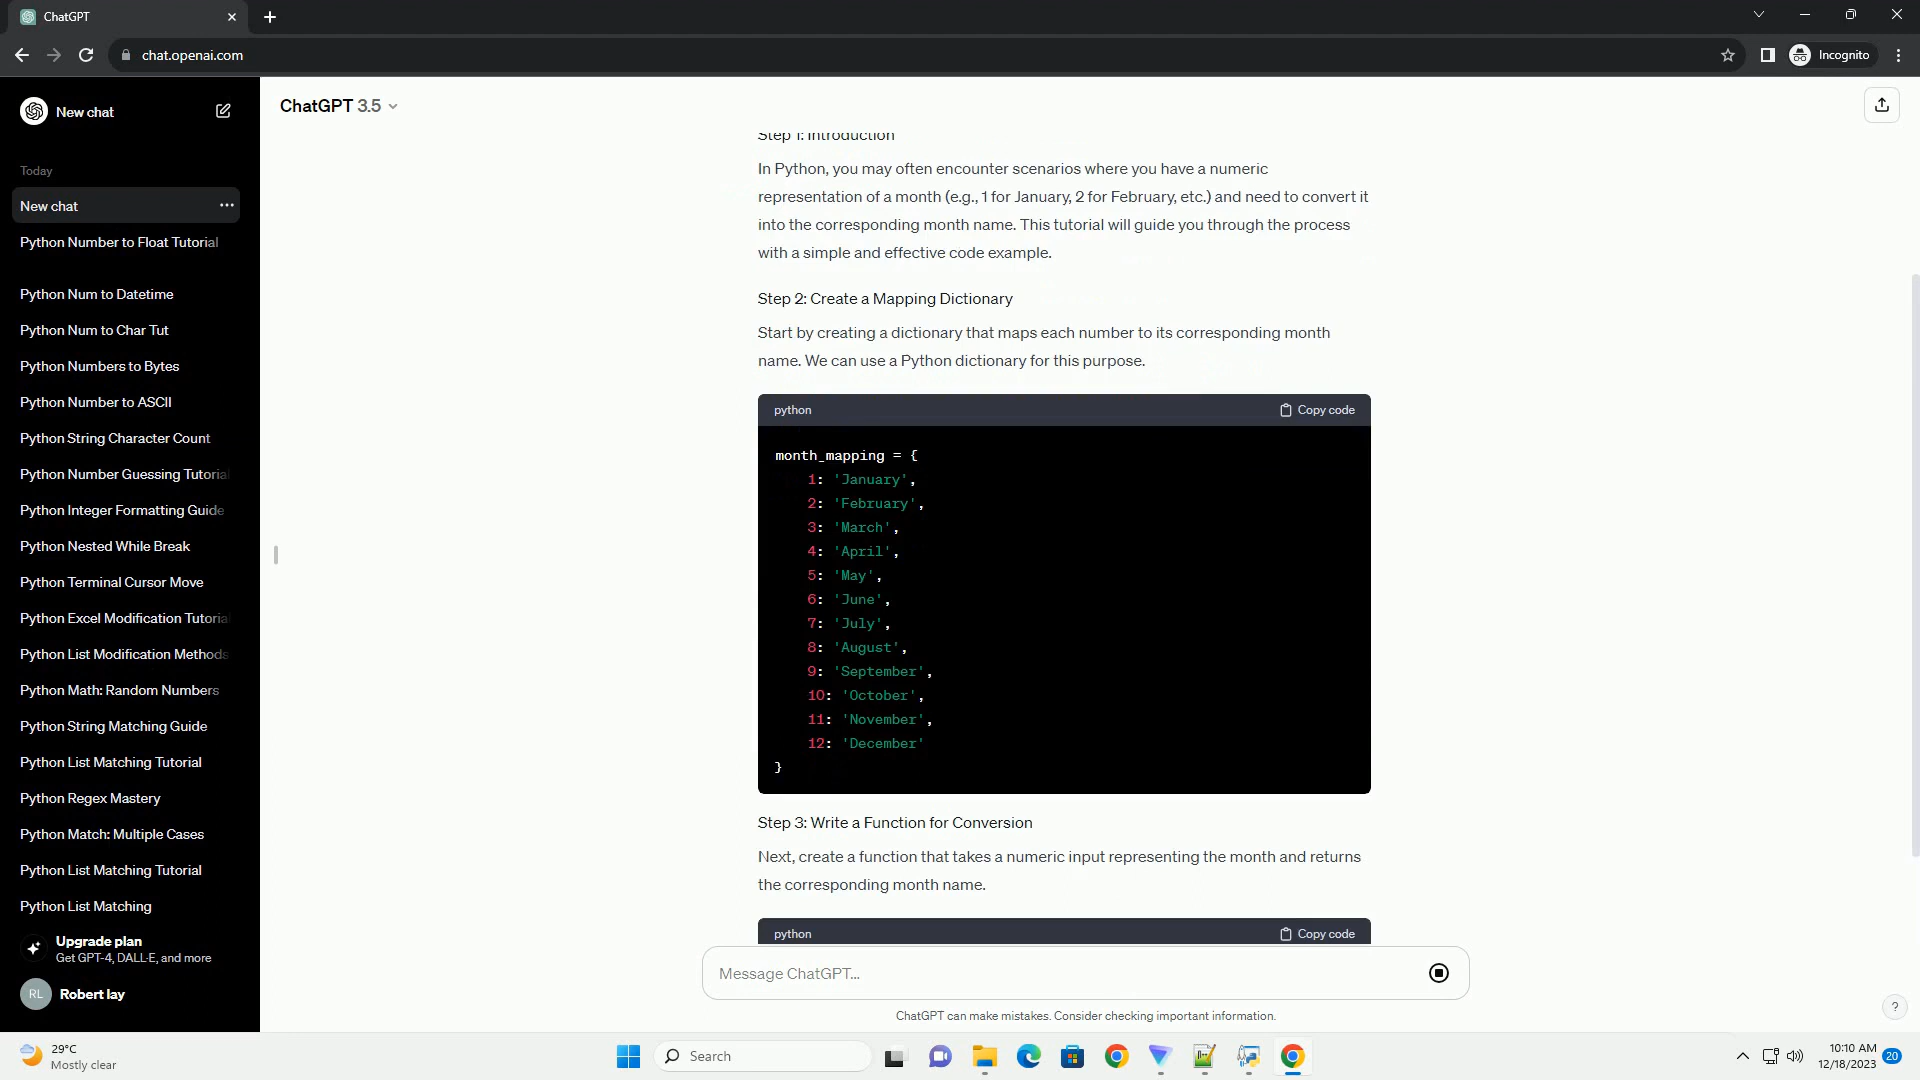 ChatGPT
chat.openai.com
Incognito
New chat
Today
New chat
Python Number to Float Tutorial
Python Num to Datetime
Python Num to Char Tut
Python Numbers to Bytes
Python Number to ASCII
Python String Character Count
Python Number Guessing Tutorial
Python Integer Formatting Guide
Python Nested While Break
Python Terminal Cursor Move
Python Excel Modification Tutorial
Python List Modification Methods
Python Math: Random Numbers
Python String Matching Guide
Python List Matching Tutorial
Python Regex Mastery
Python Match: Multiple Cases
Python List Matching Tutorial
Python List Matching
Upgrade plan
Get GPT-4, DALL·E, and more
RL
Robert lay
ChatGPT 3.5
Step 1: Introduction
In Python, you may often encounter scenarios where you have a numeric
representation of a month (e.g., 1 for January, 2 for February, etc.) and need to convert it
into the corresponding month name. This tutorial will guide you through the process
with a simple and effective code example.
Step 2: Create a Mapping Dictionary
Start by creating a dictionary that maps each number to its corresponding month
name. We can use a Python dictionary for this purpose.
python
Copy code
month_mapping = {
1: 'January',
2: 'February',
3: 'March',
4: 'April',
5: 'May',
6: 'June',
7: 'July',
8: 'August',
9: 'September',
10: 'October',
11: 'November',
12: 'December'
}
Step 3: Write a Function for Conversion
Next, create a function that takes a numeric input representing the month and returns
the corresponding month name.
python
Copy code
Message ChatGPT...
ChatGPT can make mistakes. Consider checking important information.
?
29°C
Mostly clear
Search
10:10 AM
12/18/2023
20